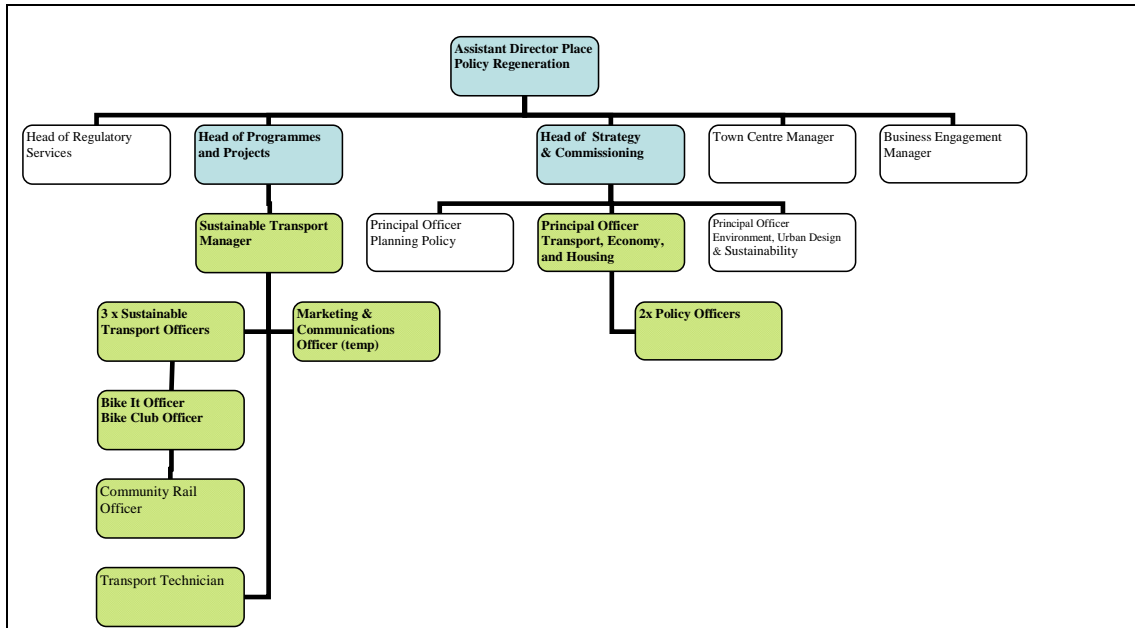 Assistant Director Place
Policy Regeneration
Head of Regulatory
Services
Head of Programmes
and Projects
Head of Strategy
& Commissioning
Town Centre Manager
Business Engagement
Manager
Sustainable Transport
Manager
Principal Officer
Planning Policy
Principal Officer
Transport, Economy,
and Housing
Principal Officer
Environment, Urban Design
& Sustainability
3 x Sustainable
Transport Officers
Marketing &
Communications
Officer (temp)
2x Policy Officers
Bike It Officer
Bike Club Officer
Community Rail
Officer
Transport Technician